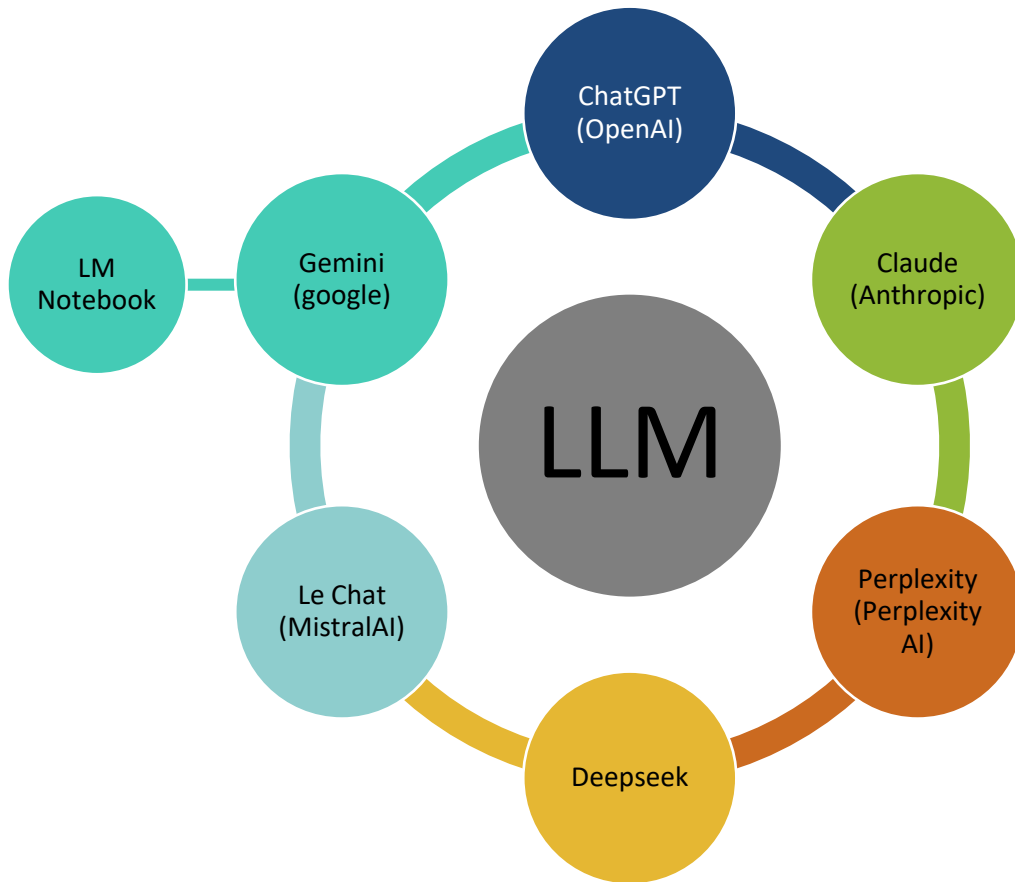 ChatGPT
(OpenAI)
Claude
(Anthropic)
Perplexity
(Perplexity
AI)
Deepseek
Le Chat
(MistralAI)
Gemini
(google)
LM
Notebook
LLM